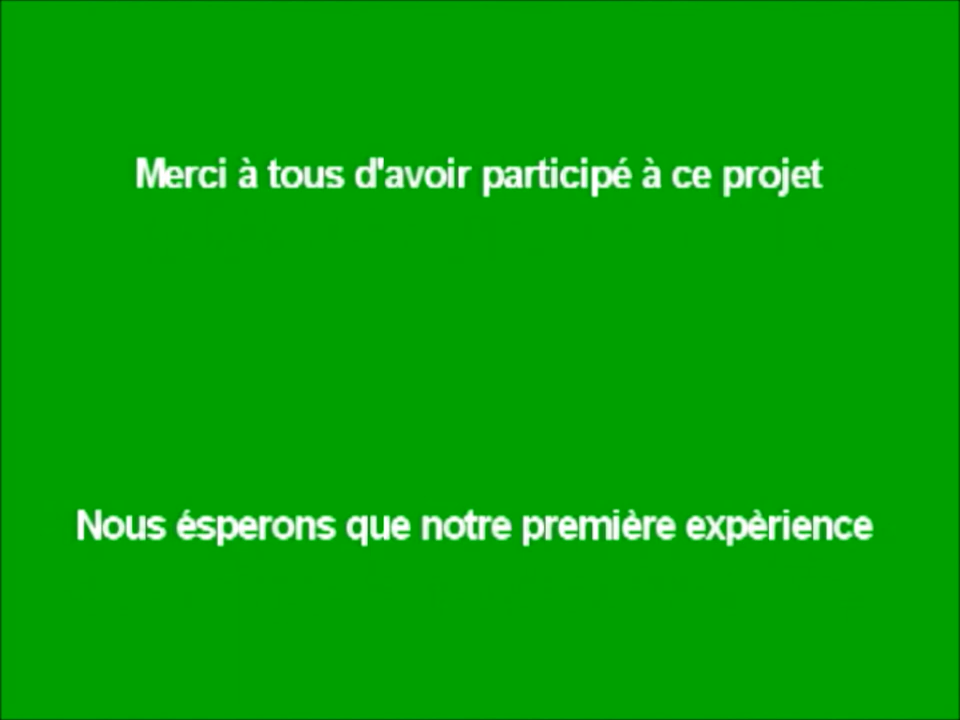 Merci à tous d'avoir participé à ce projet
Nous ésperons que notre première expèrience